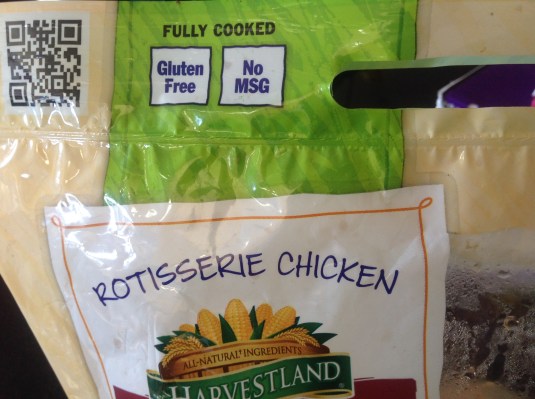 FULLY COOKED
Gluten Free
No MSG
ROTISSERIE CHICKEN
ALL-NATURAL* INGREDIENTS
HARVESTLAND